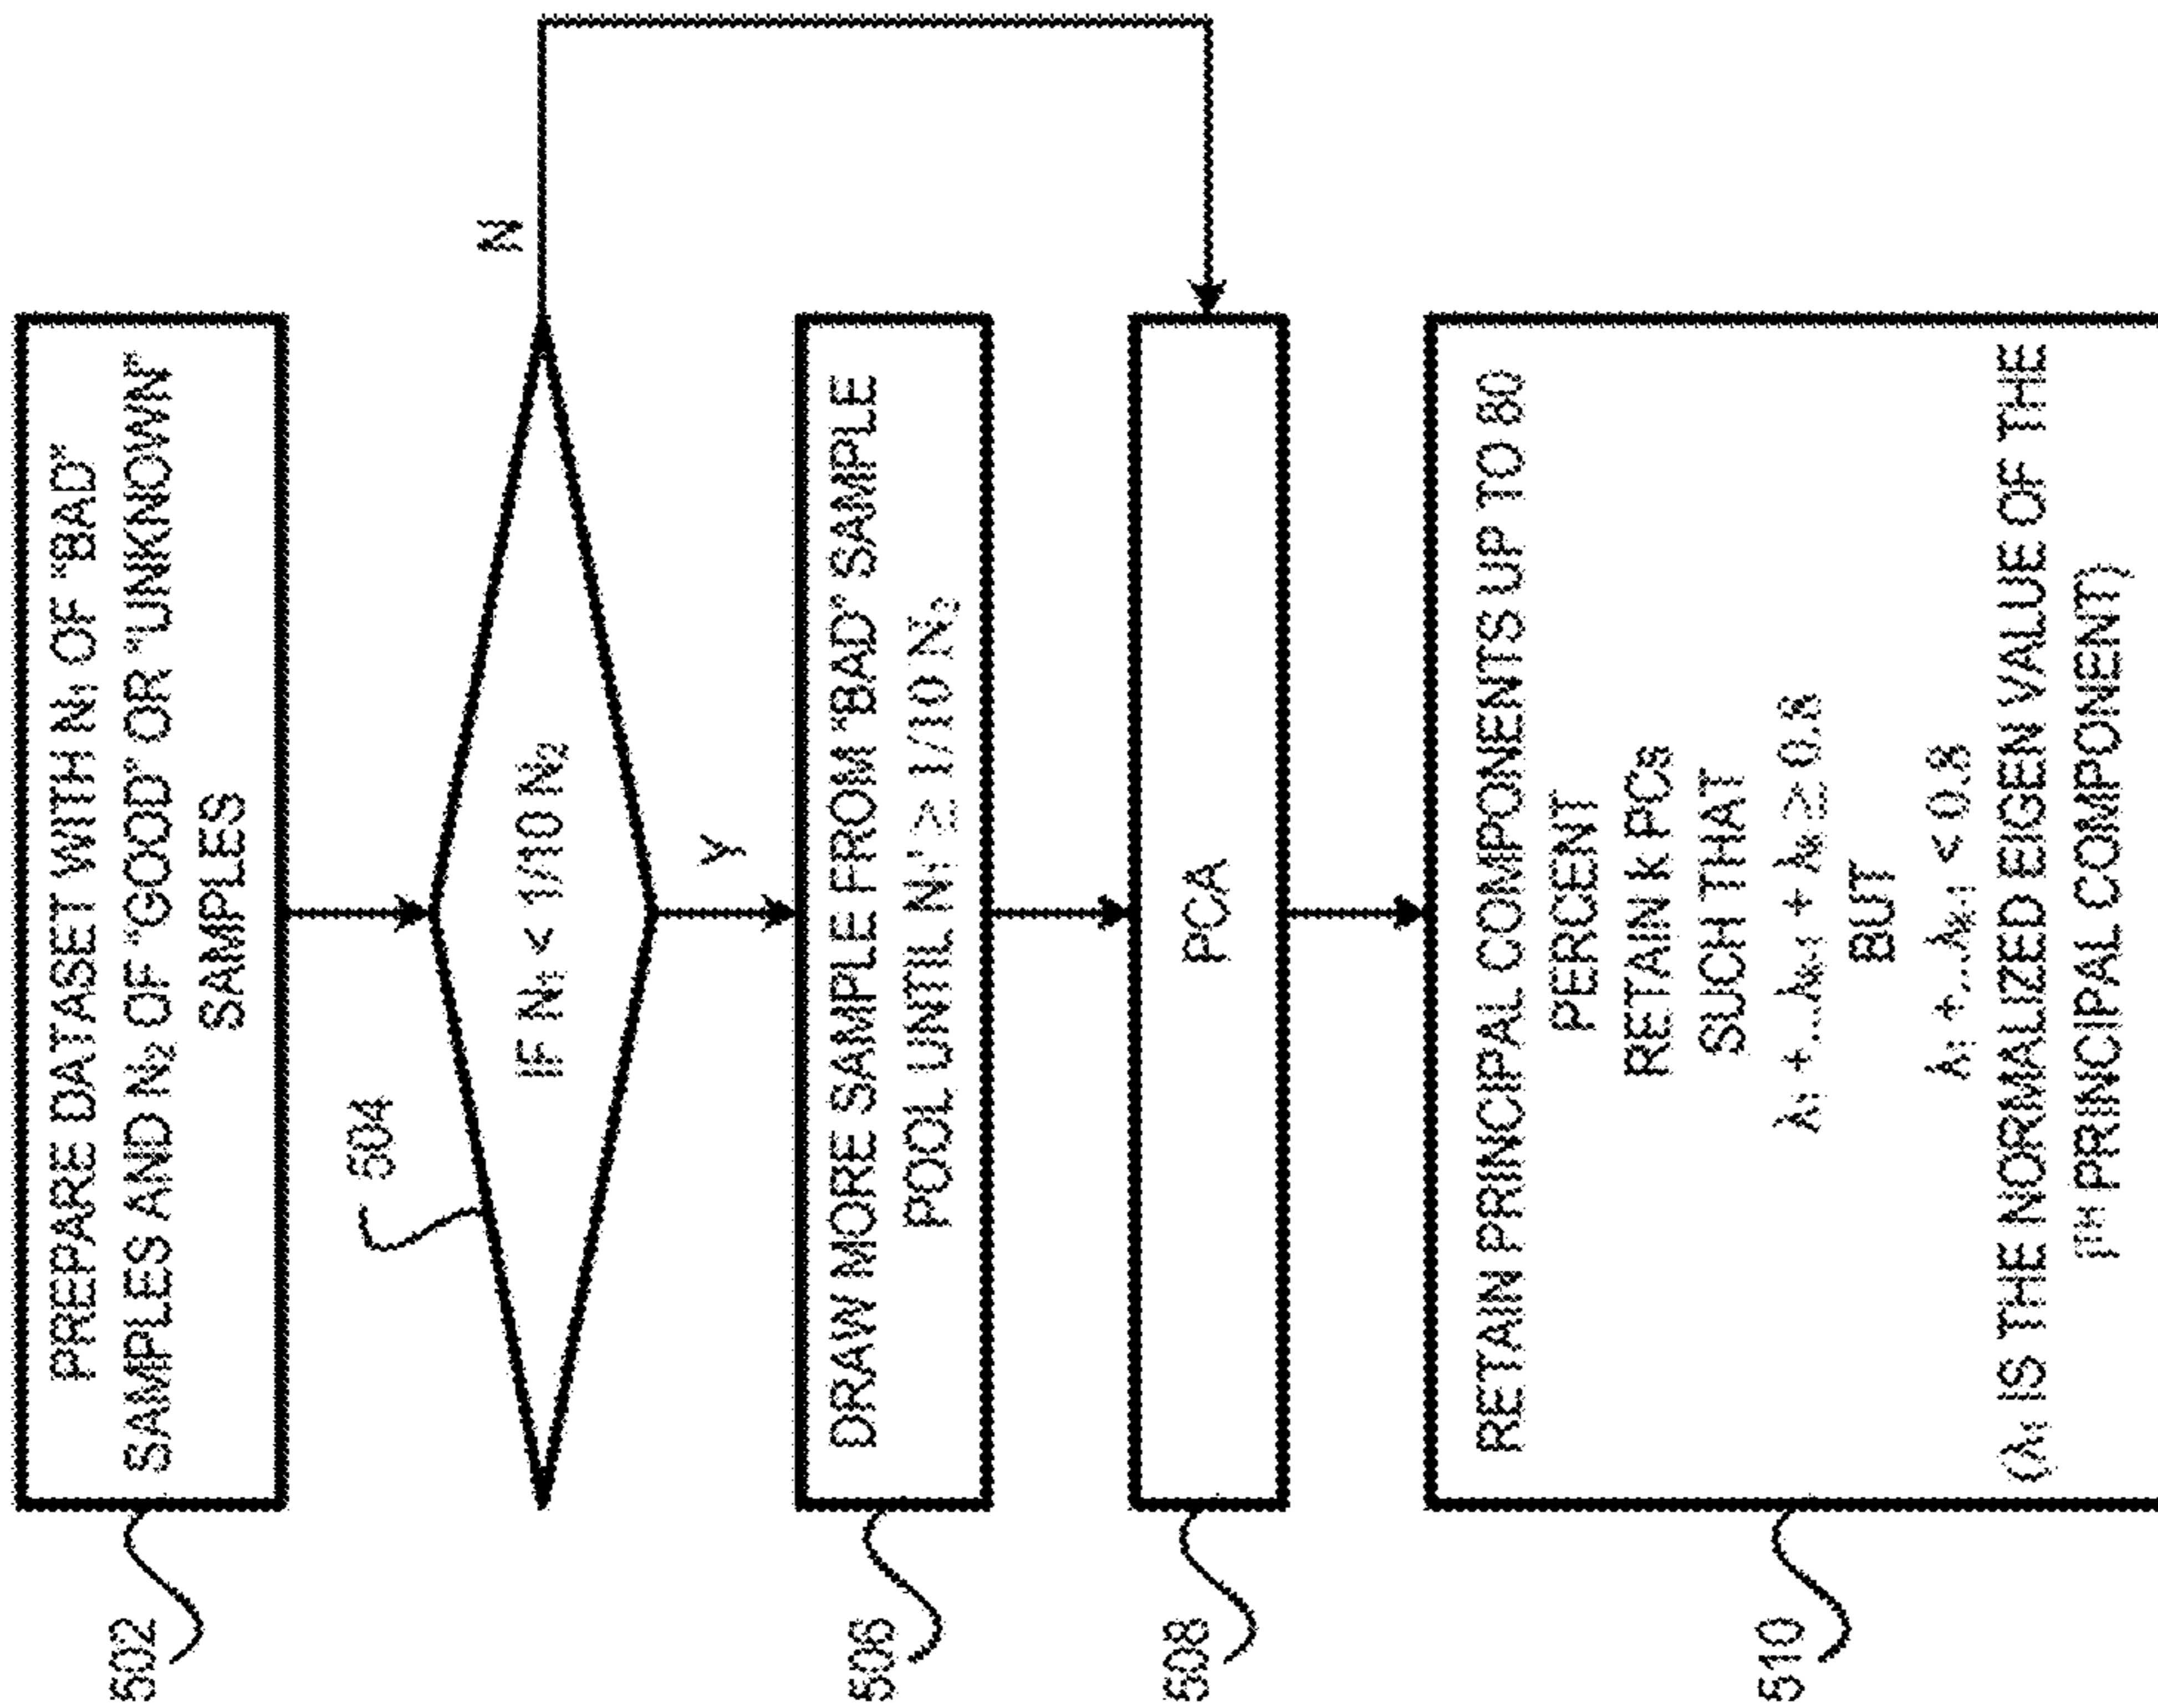 502
PREPARE DATASET WITH N₁ OF "BAD"
SAMPLES AND N₂ OF "GOOD" OR "UNKNOWN"
SAMPLES
504
IF N₁ < 1/10 N₂
N
Y
506
DRAW MORE SAMPLE FROM "BAD" SAMPLE
POOL UNTIL N₁' ≥ 1/10 N₂
508
PCA
510
RETAIN PRINCIPAL COMPONENTS UP TO 80
PERCENT
RETAIN K PCs
SUCH THAT
λ₁ +...λₖ₋₁ + λₖ ≥ 0.8
BUT
λ₁ +...λₖ₋₁ < 0.8
(λᵢ IS THE NORMALIZED EIGEN VALUE OF THE
Iᵀᴴ PRINCIPAL COMPONENT)